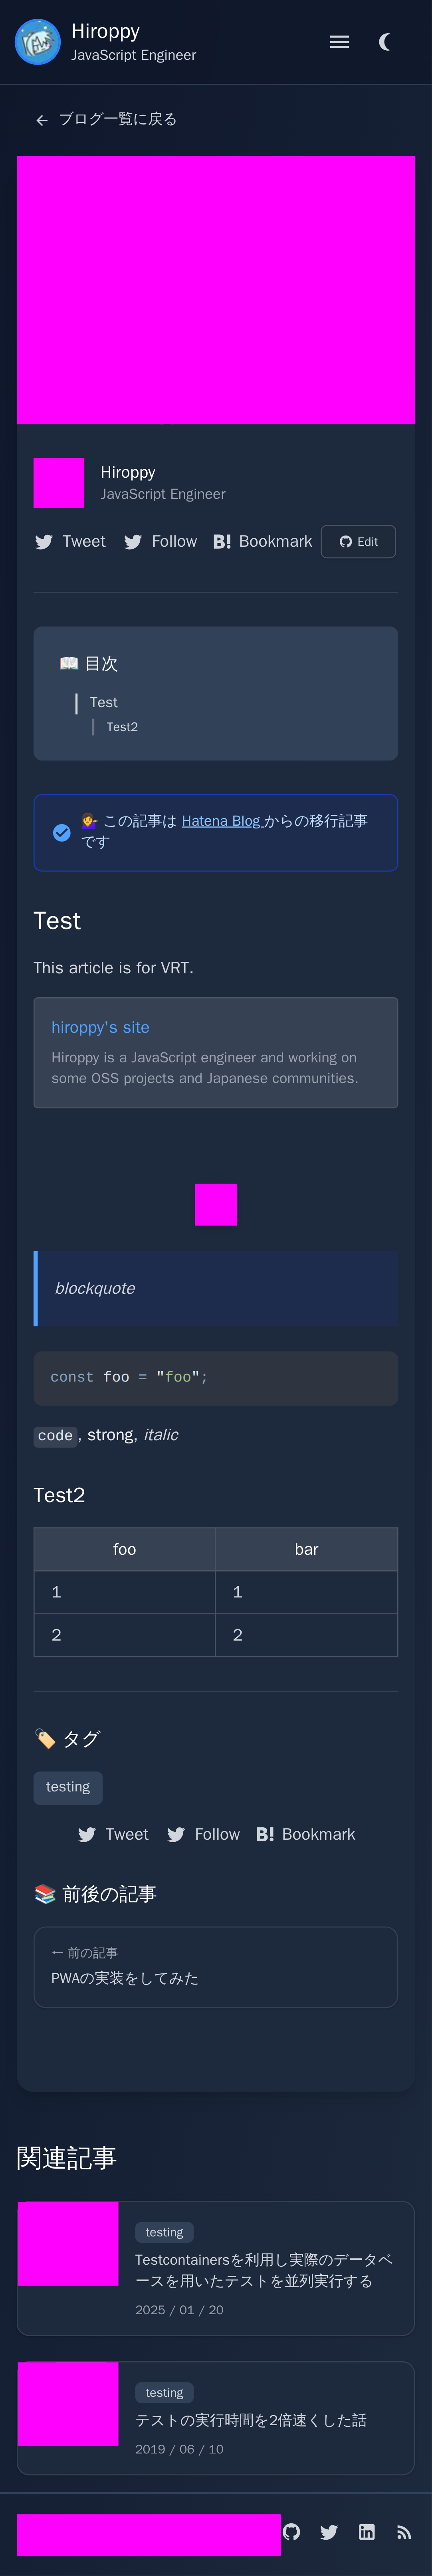 Hiroppy
JavaScript Engineer
← ブログ一覧に戻る
Hiroppy
JavaScript Engineer
Tweet Follow B! Bookmark Edit
📖 目次
Test
Test2
💁‍♀️ この記事は Hatena Blog からの移行記事
です
Test
This article is for VRT.
hiroppy's site
Hiroppy is a JavaScript engineer and working on
some OSS projects and Japanese communities.
blockquote
const foo = "foo";
code, strong, italic
Test2
foo bar
1 1
2 2
🏷️ タグ
testing
Tweet Follow B! Bookmark
📚 前後の記事
← 前の記事
PWAの実装をしてみた
関連記事
testing
Testcontainersを利用し実際のデータベ
ースを用いたテストを並列実行する
2025 / 01 / 20
testing
テストの実行時間を2倍速くした話
2019 / 06 / 10